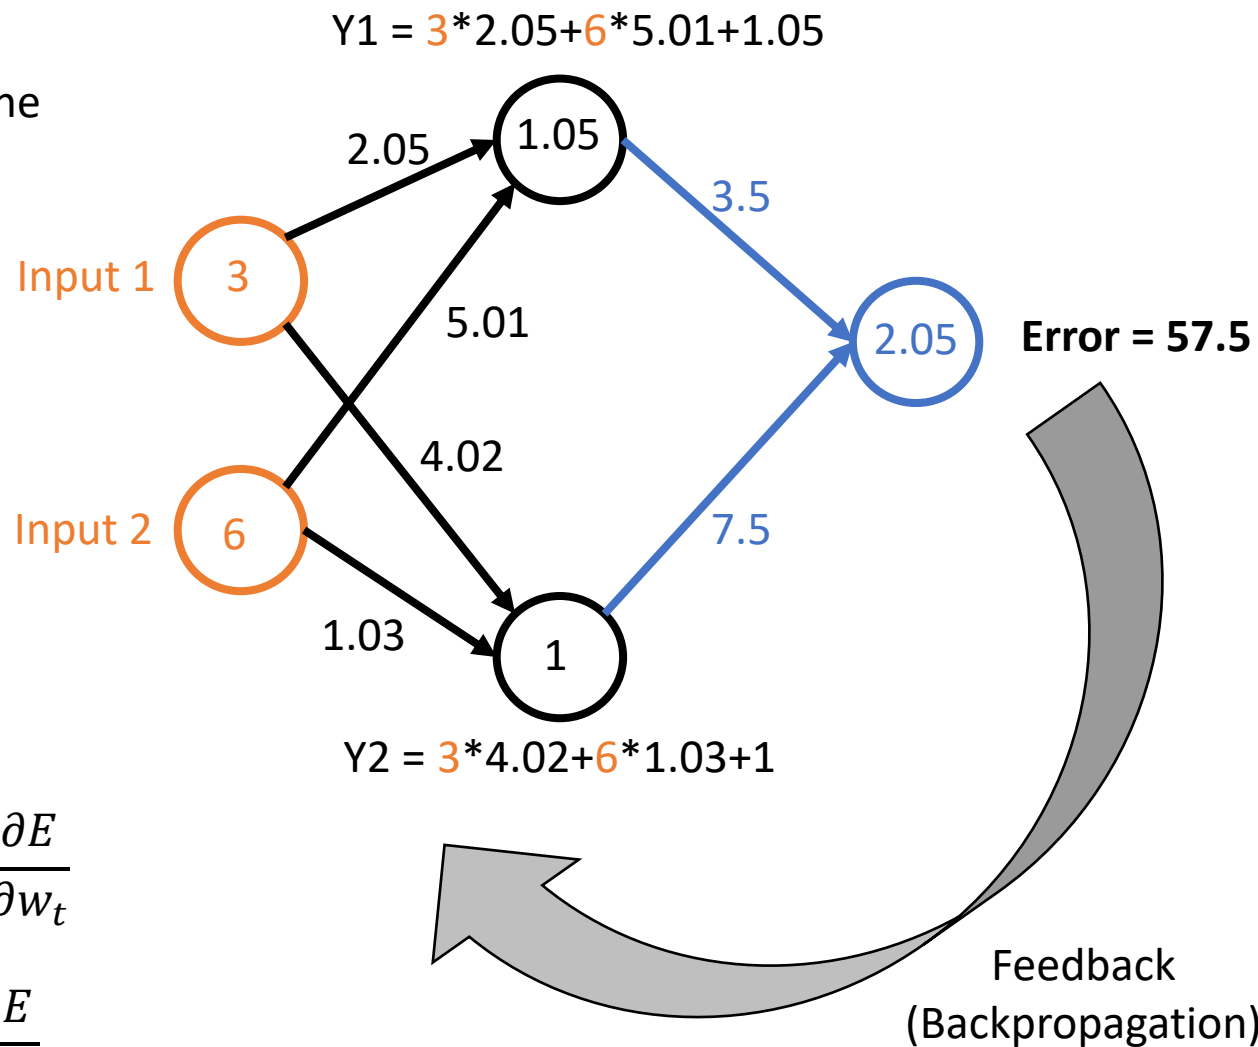 Y1 = 3*2.05+6*5.01+1.05
2.05
1.05
3.5
Input 1
3
5.01
2.05
Error = 57.5
4.02
Input 2
6
7.5
1.03
1
Y2 = 3*4.02+6*1.03+1
∂E
∂w_t
E
Feedback
(Backpropagation)